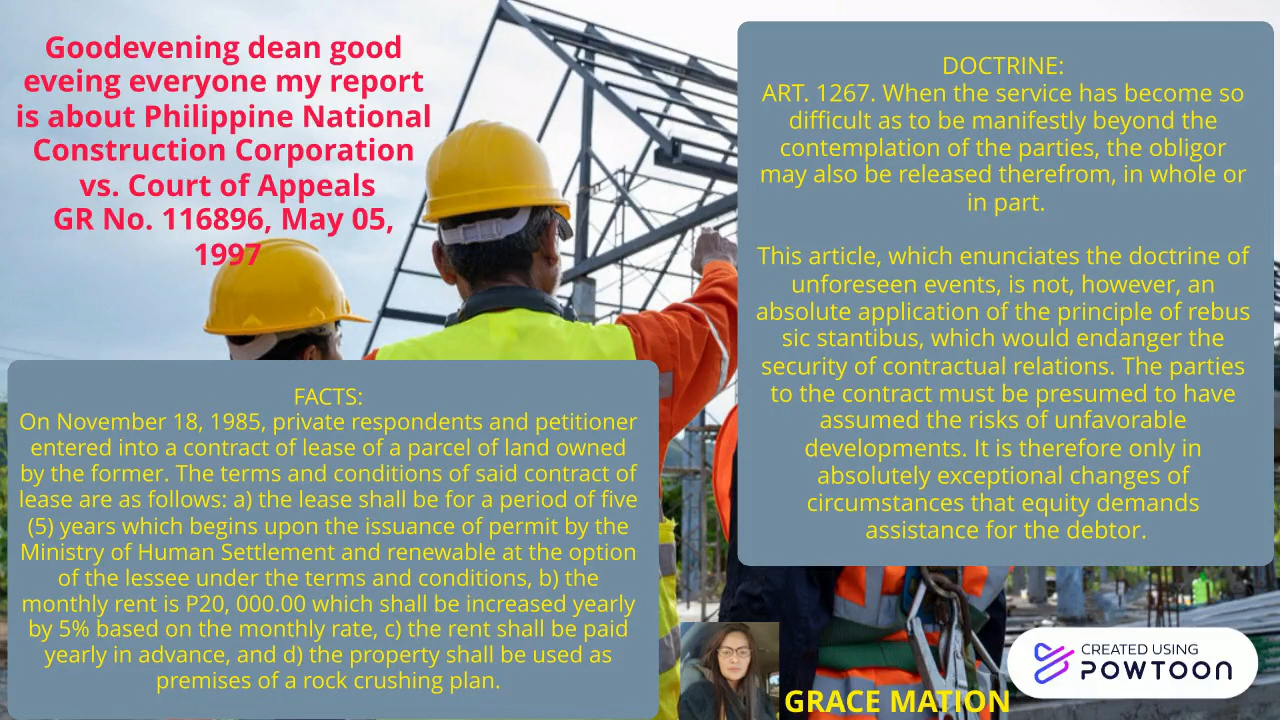 Goodevening dean good
eveing everyone my report
is about Philippine National
Construction Corporation
vs. Court of Appeals
GR No. 116896, May 05,
1997
FACTS:
On November 18, 1985, private respondents and petitioner
entered into a contract of lease of a parcel of land owned
by the former. The terms and conditions of said contract of
lease are as follows: a) the lease shall be for a period of five
(5) years which begins upon the issuance of permit by the
Ministry of Human Settlement and renewable at the option
of the lessee under the terms and conditions, b) the
monthly rent is P20, 000.00 which shall be increased yearly
by 5% based on the monthly rate, c) the rent shall be paid
yearly in advance, and d) the property shall be used as
premises of a rock crushing plan.
DOCTRINE:
ART. 1267. When the service has become so
difficult as to be manifestly beyond the
contemplation of the parties, the obligor
may also be released therefrom, in whole or
in part.
This article, which enunciates the doctrine of
unforeseen events, is not, however, an
absolute application of the principle of rebus
sic stantibus, which would endanger the
security of contractual relations. The parties
to the contract must be presumed to have
assumed the risks of unfavorable
developments. It is therefore only in
absolutely exceptional changes of
circumstances that equity demands
assistance for the debtor.
GRACE MATION
CREATED USING
POWTOON